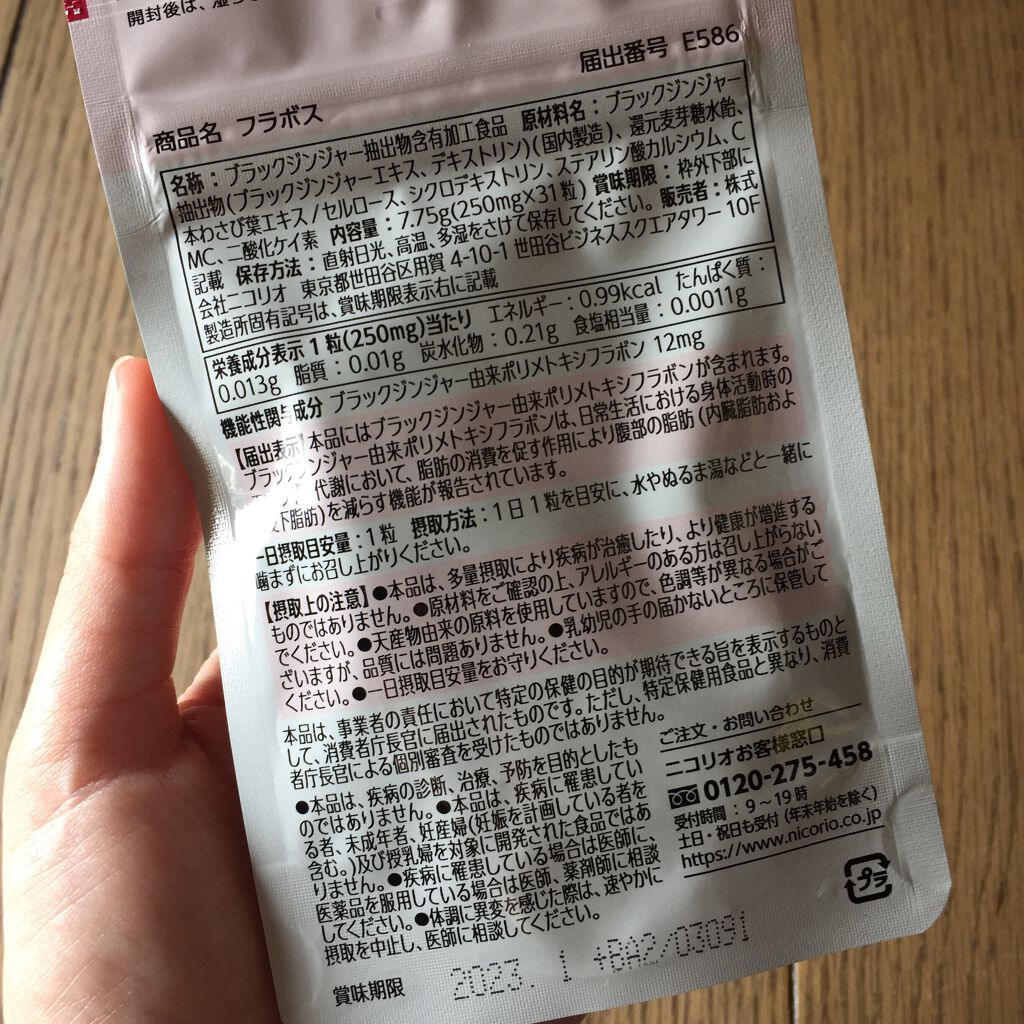 開封後は、湿ら
届出番号 E586
商品名 フラボス
名称：ブラックジンジャー抽出物含有加工食品 原材料名：ブラックジンジャー
抽出物(ブラックジンジャーエキス、デキストリン)(国内製造)、還元麦芽糖水飴、
本わさび葉エキス/セルロース、シクロデキストリン、ステアリン酸カルシウム、C
MC、二酸化ケイ素 内容量：7.75g(250mg×31粒) 賞味期限：枠外下部に
記載 保存方法：直射日光、高温、多湿をさけて保存してください。 販売者：株式
会社ニコリオ 東京都世田谷区用賀 4-10-1 世田谷ビジネススクエアタワー 10F
製造所固有記号は、賞味期限表示右に記載
栄養成分表示 1 粒(250mg)当たり エネルギー：0.99kcal たんぱく質：
0.013g 脂質：0.01g 炭水化物：0.21g 食塩相当量：0.0011g
機能性関与成分 ブラックジンジャー由来ポリメトキシフラボン 12mg
【届出表示】本品にはブラックジンジャー由来ポリメトキシフラボンが含まれます。
ブラックジンジャー由来ポリメトキシフラボンは、日常生活における身体活動時の
代謝において、脂肪の消費を促す作用により腹部の脂肪(内臓脂肪およ
皮下脂肪)を減らす機能が報告されています。
一日摂取目安量：1粒 摂取方法：1日1粒を目安に、水やぬるま湯などと一緒に
噛まずにお召し上がりください。
【摂取上の注意】●本品は、多量摂取により疾病が治癒したり、より健康が増進する
ものではありません。●原材料をご確認の上、アレルギーのある方は召し上がらない
でください。●天産物由来の原料を使用していますので、色調等が異なる場合がご
ざいますが、品質には問題ありません。●乳幼児の手の届かないところに保管して
ください。●一日摂取目安量をお守りください。
本品は、事業者の責任において特定の保健の目的が期待できる旨を表示するものと
して、消費者庁長官に届出されたものです。ただし、特定保健用食品と異なり、消費
者庁長官による個別審査を受けたものではありません。
●本品は、疾病の診断、治療、予防を目的としたも
のではありません。●本品は、疾病に罹患してい
る者、未成年者、妊産婦(妊娠を計画している者を
含む。)及び授乳婦を対象に開発された食品ではあ
りません。●疾病に罹患している場合は医師に、
医薬品を服用している場合は医師、薬剤師に相談
してください。●体調に異変を感じた際は、速やかに
摂取を中止し、医師に相談してください。
ご注文・お問い合わせ
ニコリオお客様窓口
0120-275-458
受付時間：9～19時
土日・祝日も受付(年末年始を除く)
https://www.nicorio.co.jp
プラ
賞味期限 2023. 1 +BA2/03091